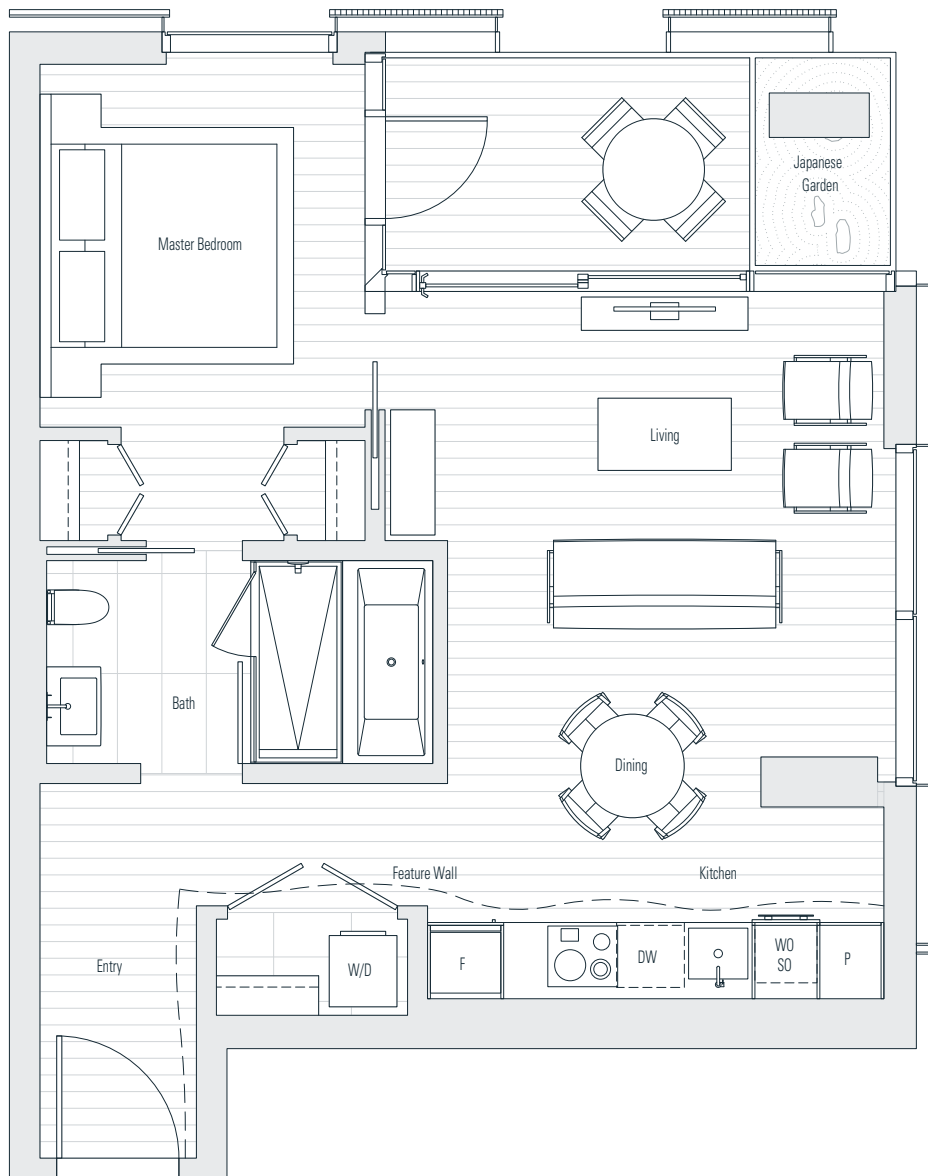 Japanese
Garden
Master Bedroom
Living
Bath
Dining
Feature Wall
Kitchen
Entry
W/D
F
DW
WO
SO
P